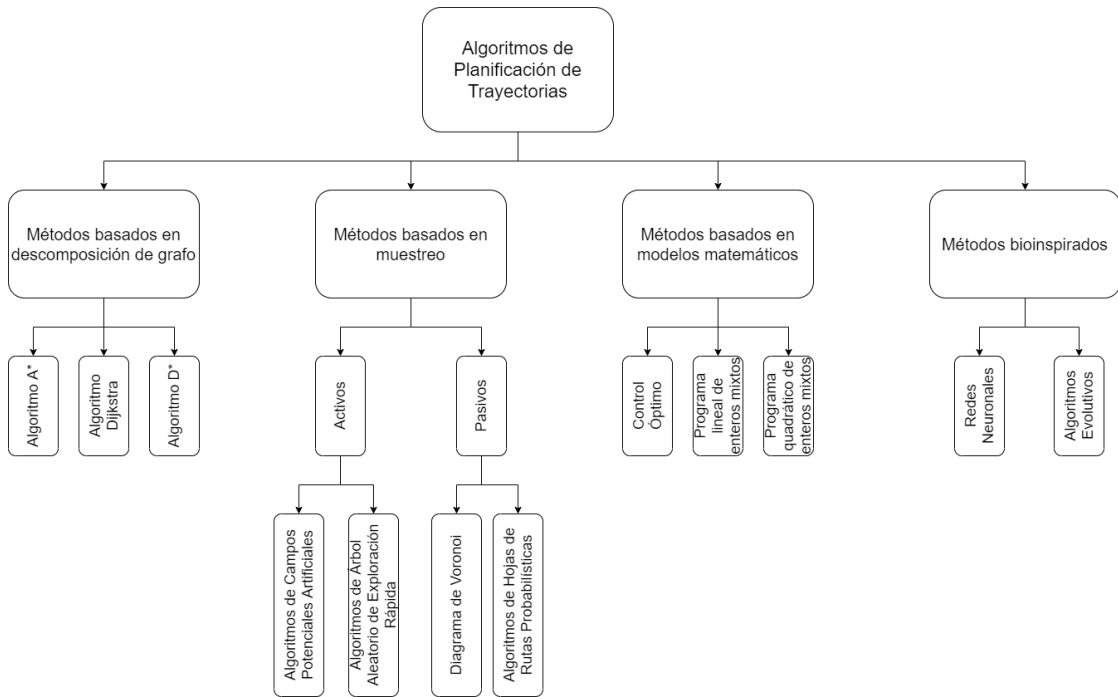 Algoritmos de
Planificación de
Trayectorias
Métodos basados en
descomposición de grafo
Métodos basados en
muestreo
Métodos basados en
modelos matemáticos
Métodos bioinspirados
Algoritmo A*
Algoritmo
Dijkstra
Algoritmo D*
Activos
Pasivos
Control
Óptimo
Programa
lineal de
enteros mixtos
Programa
quadrático de
enteros mixtos
Redes
Neuronales
Algoritmos
Evolutivos
Algoritmos de Campos
Potenciales Artificiales
Algoritmos de Árbol
Aleatorio de Exploración
Rápida
Diagrama de Voronoi
Algoritmos de Hojas de
Rutas Probabilísticas